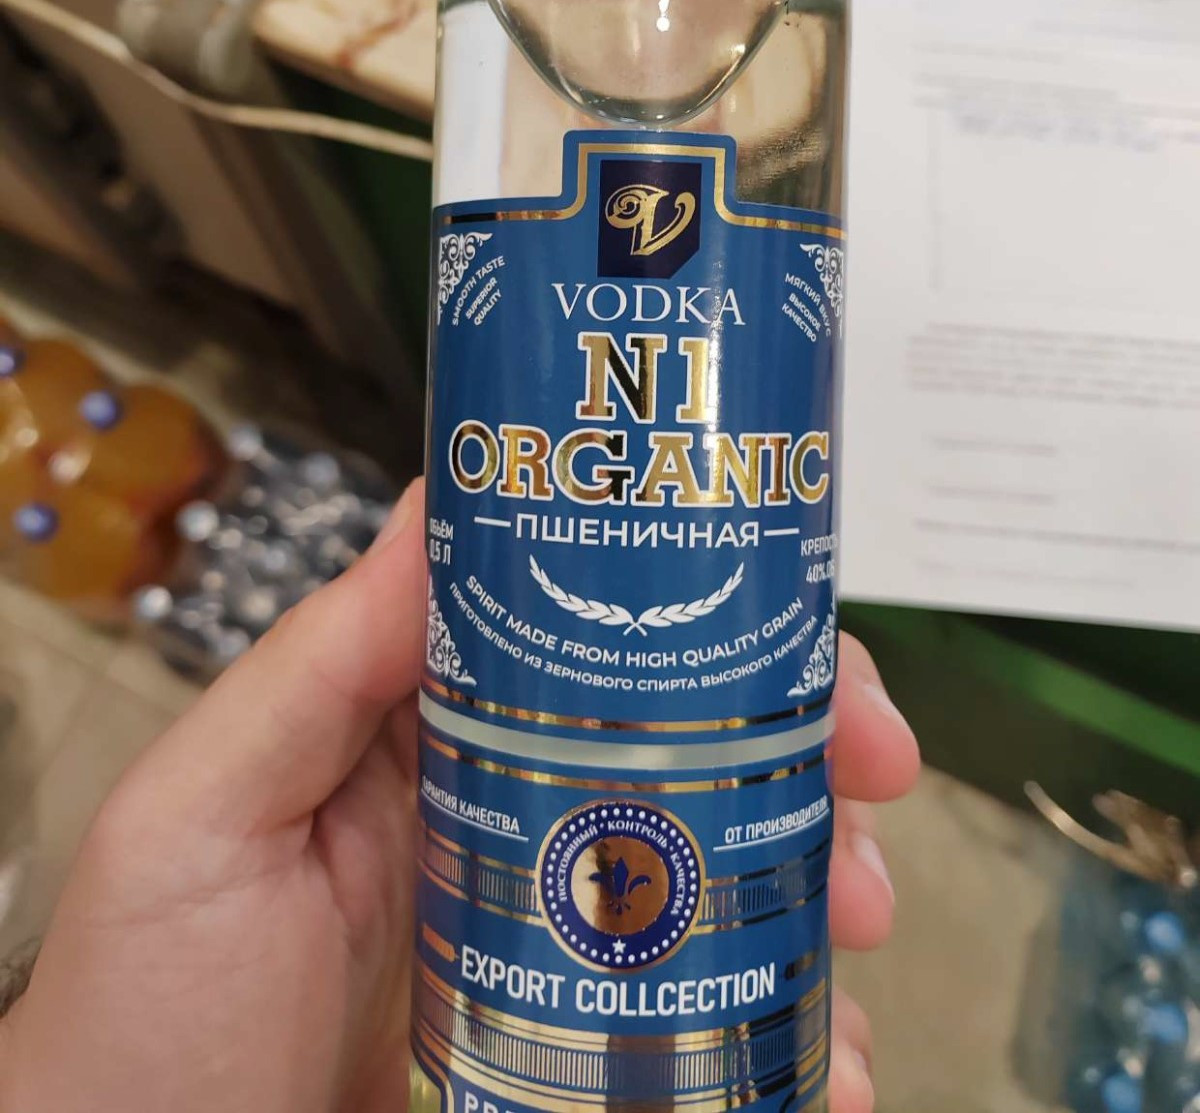 V
SMOOTH TASTE
SUPERIOR
QUALITY
МЯГКИЙ ВКУС
ВЫСОКОЕ
КАЧЕСТВО
VODKA
N1
ORGANIC
ПШЕНИЧНАЯ
ОБЪЁМ
0,5 Л
КРЕПОСТЬ
40% ОБ
SPIRIT MADE FROM HIGH QUALITY GRAIN
ПРИГОТОВЛЕНО ИЗ ЗЕРНОВОГО СПИРТА ВЫСОКОГО КАЧЕСТВА
ГАРАНТИЯ КАЧЕСТВА
ОТ ПРОИЗВОДИТЕЛЯ
ПОСТОЯННЫЙ • КОНТРОЛЬ • КАЧЕСТВА
EXPORT COLLCECTION